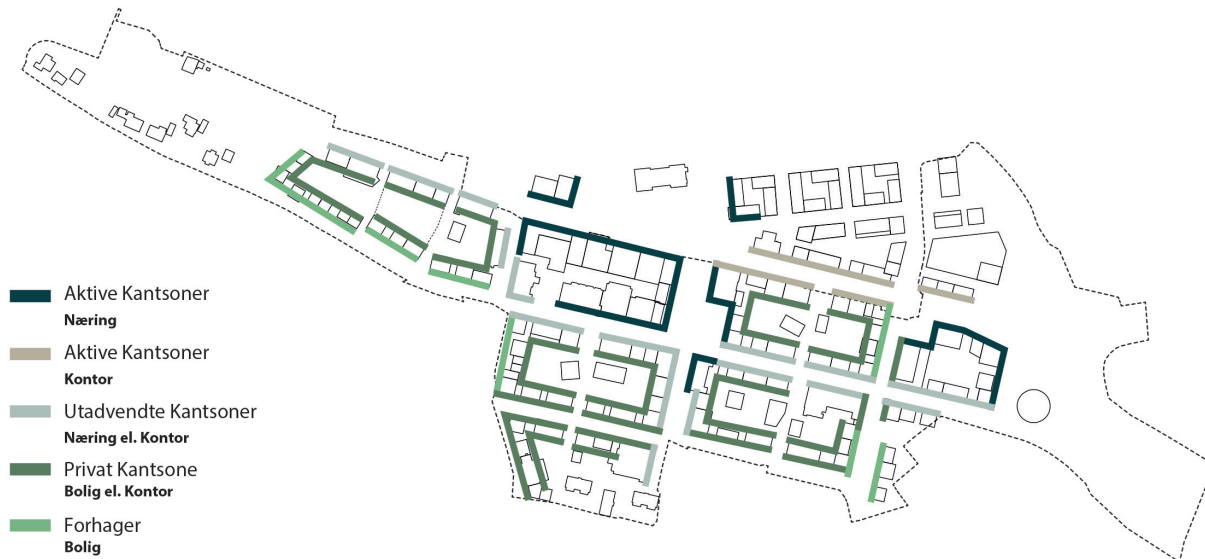 Aktive Kantsoner
Næring
Aktive Kantsoner
Kontor
Utadvendte Kantsoner
Næring el. Kontor
Privat Kantsone
Bolig el. Kontor
Forhager
Bolig